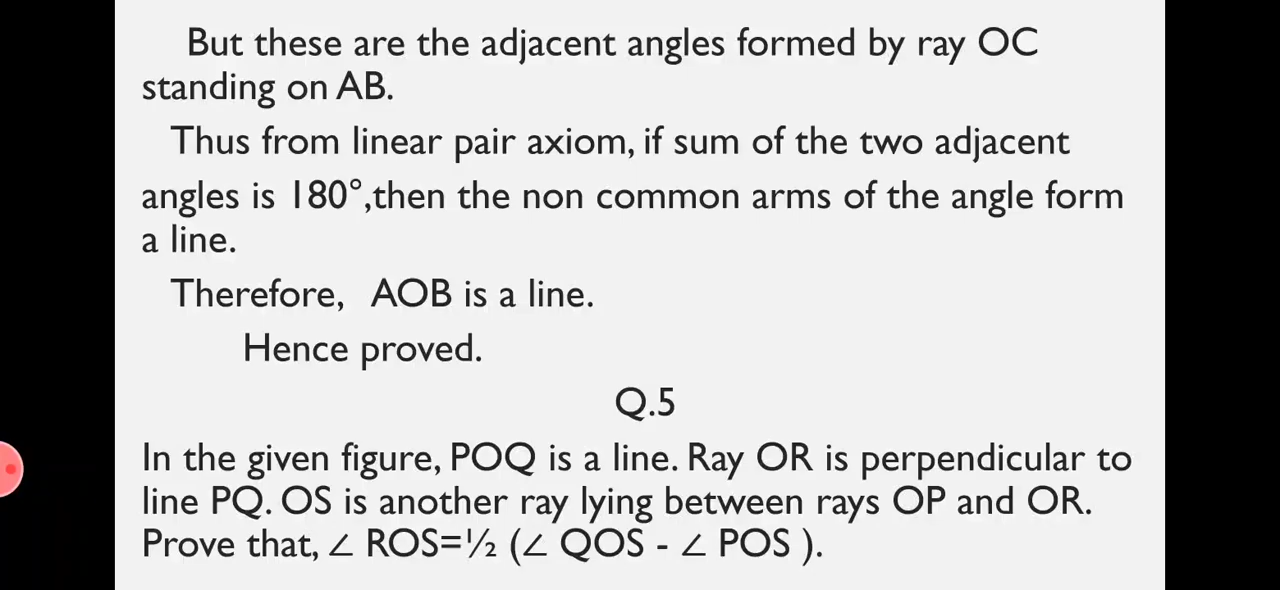 But these are the adjacent angles formed by ray OC
standing on AB.
Thus from linear pair axiom, if sum of the two adjacent
angles is 180°,then the non common arms of the angle form
a line.
Therefore, AOB is a line.
Hence proved.
Q.5
In the given figure, POQ is a line. Ray OR is perpendicular to
line PQ. OS is another ray lying between rays OP and OR.
Prove that, ∠ ROS=½ (∠ QOS - ∠ POS ).